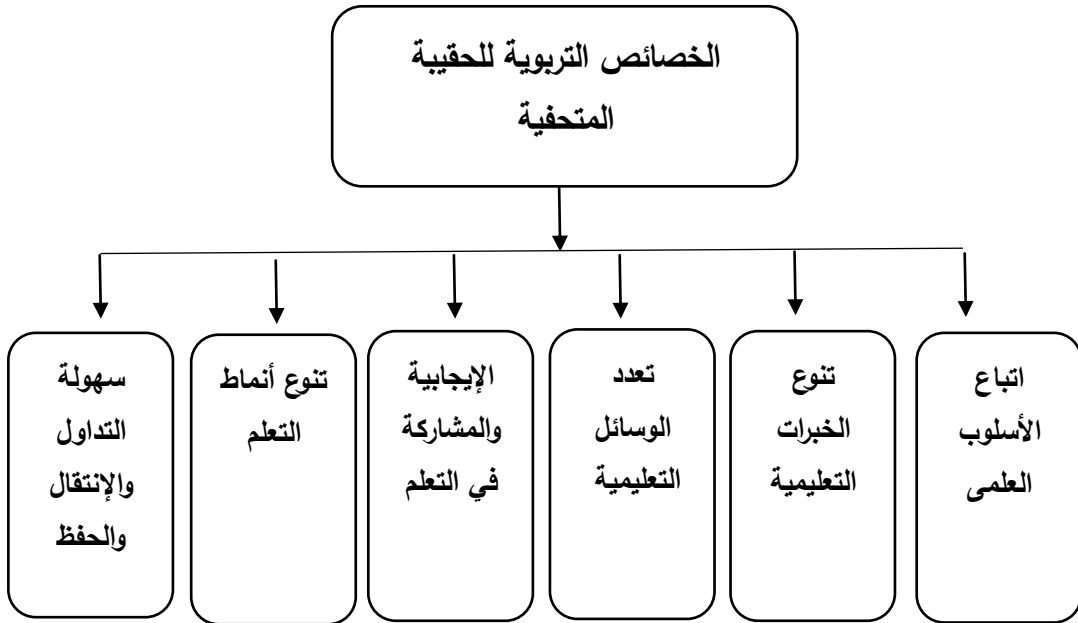 الخصائص التربوية للحقيبة
المتحفية
اتباع
الأسلوب
العلمى
تنوع
الخبرات
التعليمية
تعدد
الوسائل
التعليمية
الإيجابية
والمشاركة
في التعلم
تنوع أنماط
التعلم
سهولة
التداول
والإنتقال
والحفظ